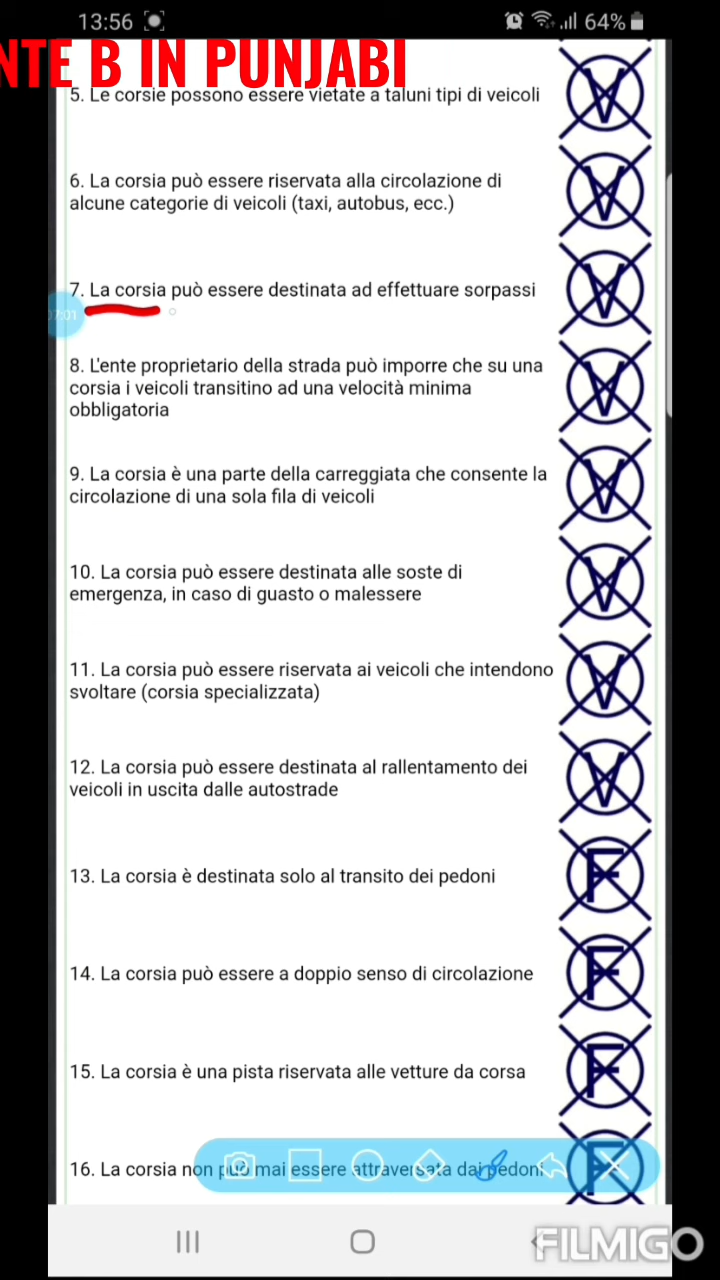 13:56
64%
NTE B IN PUNJABI
5. Le corsie possono essere vietate a taluni tipi di veicoli
V
6. La corsia può essere riservata alla circolazione di
alcune categorie di veicoli (taxi, autobus, ecc.)
V
7. La corsia può essere destinata ad effettuare sorpassi
V
07:01
8. L'ente proprietario della strada può imporre che su una
corsia i veicoli transitino ad una velocità minima
obbligatoria
V
9. La corsia è una parte della carreggiata che consente la
circolazione di una sola fila di veicoli
V
10. La corsia può essere destinata alle soste di
emergenza, in caso di guasto o malessere
V
11. La corsia può essere riservata ai veicoli che intendono
svoltare (corsia specializzata)
V
12. La corsia può essere destinata al rallentamento dei
veicoli in uscita dalle autostrade
V
13. La corsia è destinata solo al transito dei pedoni
F
14. La corsia può essere a doppio senso di circolazione
F
15. La corsia è una pista riservata alle vetture da corsa
F
16. La corsia non può mai essere attraversata dai pedoni
F
FILMIGO